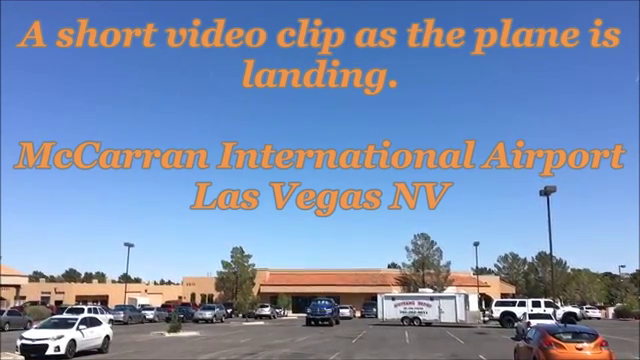 A short video clip as the plane is
landing.
McCarran International Airport
Las Vegas NV